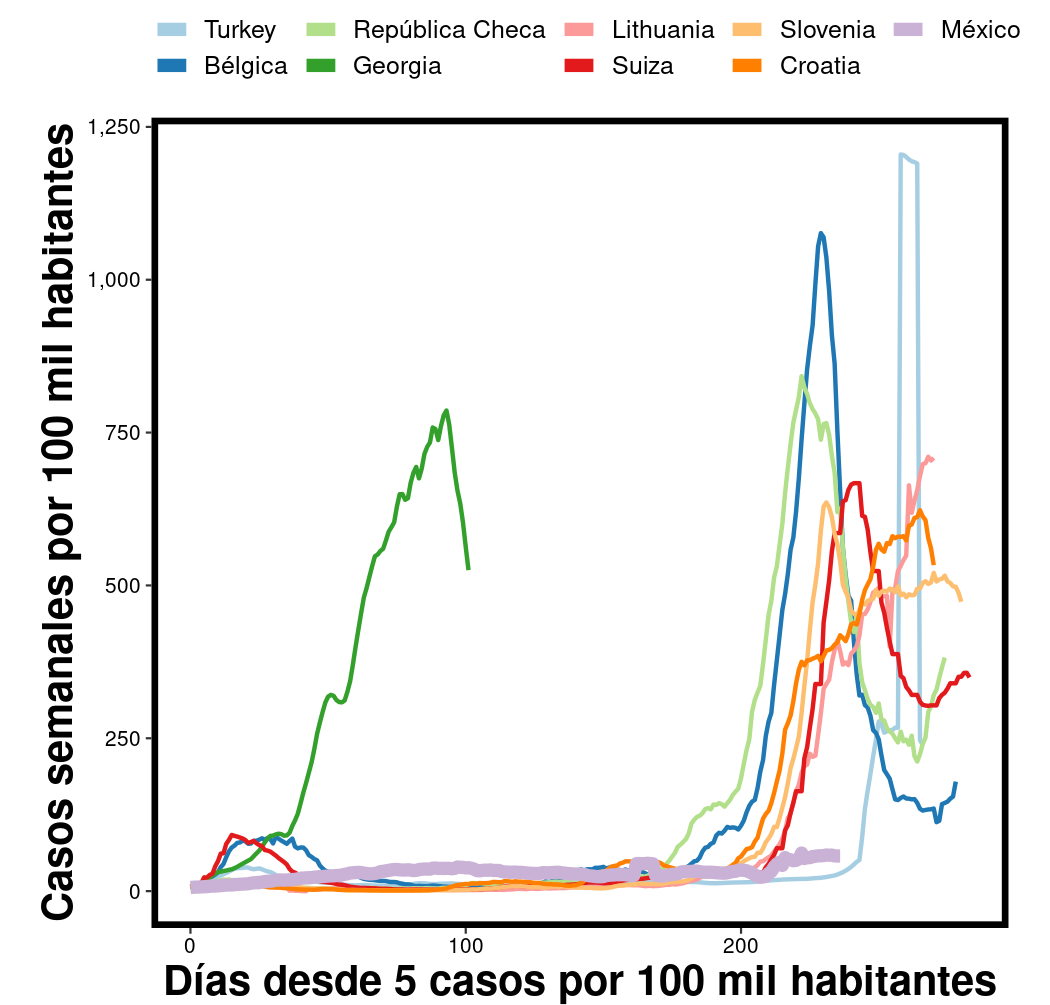 Turkey República Checa Lithuania Slovenia México
Bélgica Georgia Suiza Croatia
Casos semanales por 100 mil habitantes
1,250
1,000
750
500
250
0
0 100 200
Días desde 5 casos por 100 mil habitantes